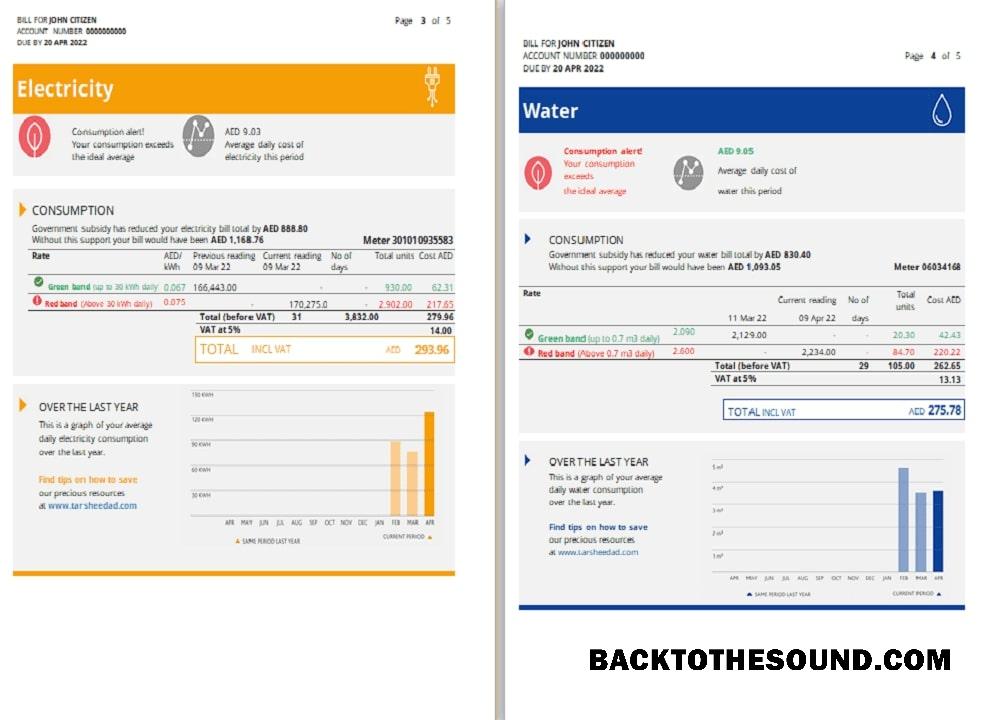 BILL FOR JOHN CITIZEN
Page 3 of 5
ACCOUNT NUMBER 0000000000
DUE BY 20 APR 2022
Electricity
Consumption alert!
Your consumption exceeds
the ideal average
AED 9.03
Average daily cost of
electricity this period
CONSUMPTION
Government subsidy has reduced your electricity bill total by AED 888.80
Without this support your bill would have been AED 1,168.76
Meter 301010935583
Rate AED/ kWh Previous reading 09 Mar 22 Current reading 09 Mar 22 No of days Total units Cost AED
Green band (up to 30 kWh daily 0.067 166,443.00 - - 930.00 62.31
Red band (Above 30 kWh daily) 0.075 - 170,275.0 - 2.902.00 217.65
Total (before VAT) 31 3,832.00 279.96
VAT at 5% 14.00
TOTAL INCL VAT AED 293.96
OVER THE LAST YEAR
This is a graph of your average
daily electricity consumption
over the last year.
Find tips on how to save
our precious resources
at www.tarsheedad.com
150 KWH
120 KWH
90 KWH
60 KWH
30 KWH
APR MAY JUN JUL AUG SEP OCT NOV DEC JAN FEB MAR APR
SAME PERIOD LAST YEAR
CURRENT PERIOD
BILL FOR JOHN CITIZEN
ACCOUNT NUMBER 000000000
Page 4 of 5
DUE BY 20 APR 2022
Water
Consumption alert!
Your consumption
exceeds
the ideal average
AED 9.05
Average daily cost of
water this period
CONSUMPTION
Government subsidy has reduced your water bill total by AED 830.40
Without this support your bill would have been AED 1,093.05
Meter 06034168
Rate 11 Mar 22 Current reading 09 Apr 22 No of days Total units Cost AED
Green band (up to 0.7 m3 daily) 2.090 2,129.00 - - 20.30 42.43
Red band (Above 0.7 m3 daily) 2.600 - 2,234.00 - 84.70 220.22
Total (before VAT) 29 105.00 262.65
VAT at 5% 13.13
TOTAL INCL VAT AED 275.78
OVER THE LAST YEAR
This is a graph of your average
daily water consumption
over the last year.
Find tips on how to save
our precious resources
at www.tarsheedad.com
5 m³
4 m³
3 m³
2 m³
1 m³
APR MAY JUN JUL AUG SEP OCT NOV DEC JAN FEB MAR APR
SAME PERIOD LAST YEAR
CURRENT PERIOD
BACKTOTHESOUND.COM